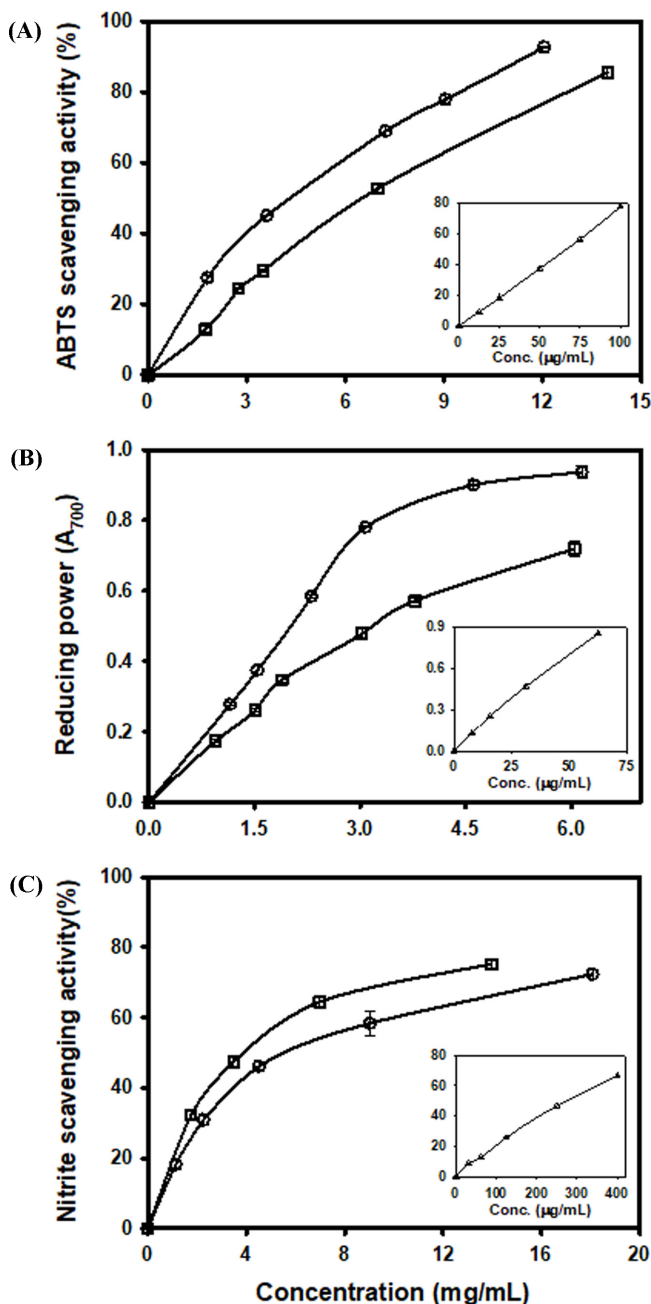 (A)
ABTS scavenging activity (%)
100
80
60
40
20
0
0 3 6 9 12 15
80
60
40
20
0
0 25 50 75 100
Conc. (μg/mL)
(B)
Reducing power (A700)
1.0
0.8
0.6
0.4
0.2
0.0
0.0 1.5 3.0 4.5 6.0
0.9
0.6
0.3
0.0
0 25 50 75
Conc. (μg/mL)
(C)
Nitrite scavenging activity(%)
100
80
60
40
20
0
0 4 8 12 16 20
80
60
40
20
0
0 100 200 300 400
Conc. (μg/mL)
Concentration (mg/mL)